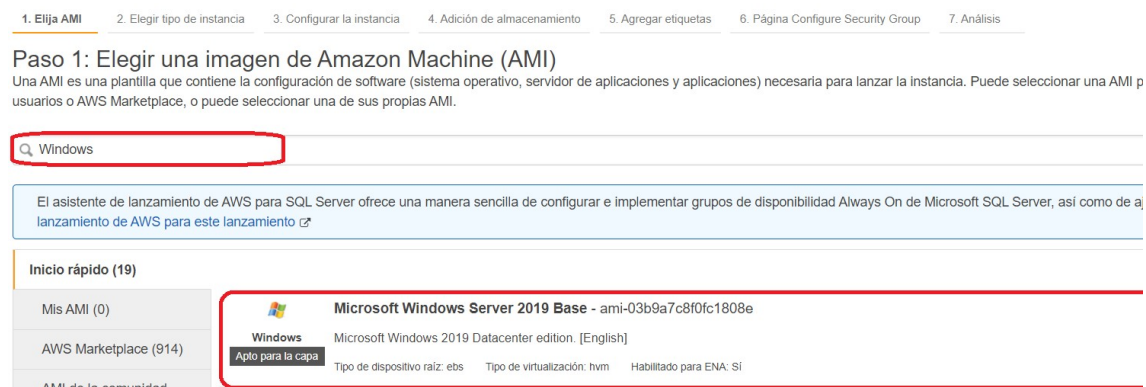 1. Elija AMI 2. Elegir tipo de instancia 3. Configurar la instancia 4. Adición de almacenamiento 5. Agregar etiquetas 6. Página Configure Security Group 7. Análisis
Paso 1: Elegir una imagen de Amazon Machine (AMI)
Una AMI es una plantilla que contiene la configuración de software (sistema operativo, servidor de aplicaciones y aplicaciones) necesaria para lanzar la instancia. Puede seleccionar una AMI p
usuarios o AWS Marketplace, o puede seleccionar una de sus propias AMI.
Windows
El asistente de lanzamiento de AWS para SQL Server ofrece una manera sencilla de configurar e implementar grupos de disponibilidad Always On de Microsoft SQL Server, así como de aj
lanzamiento de AWS para este lanzamiento
Inicio rápido (19)
Mis AMI (0)
AWS Marketplace (914)
AMI de la comunidad
Microsoft Windows Server 2019 Base - ami-03b9a7c8f0fc1808e
Windows
Microsoft Windows 2019 Datacenter edition. [English]
Apto para la capa
Tipo de dispositivo raíz: ebs Tipo de virtualización: hvm Habilitado para ENA: Sí